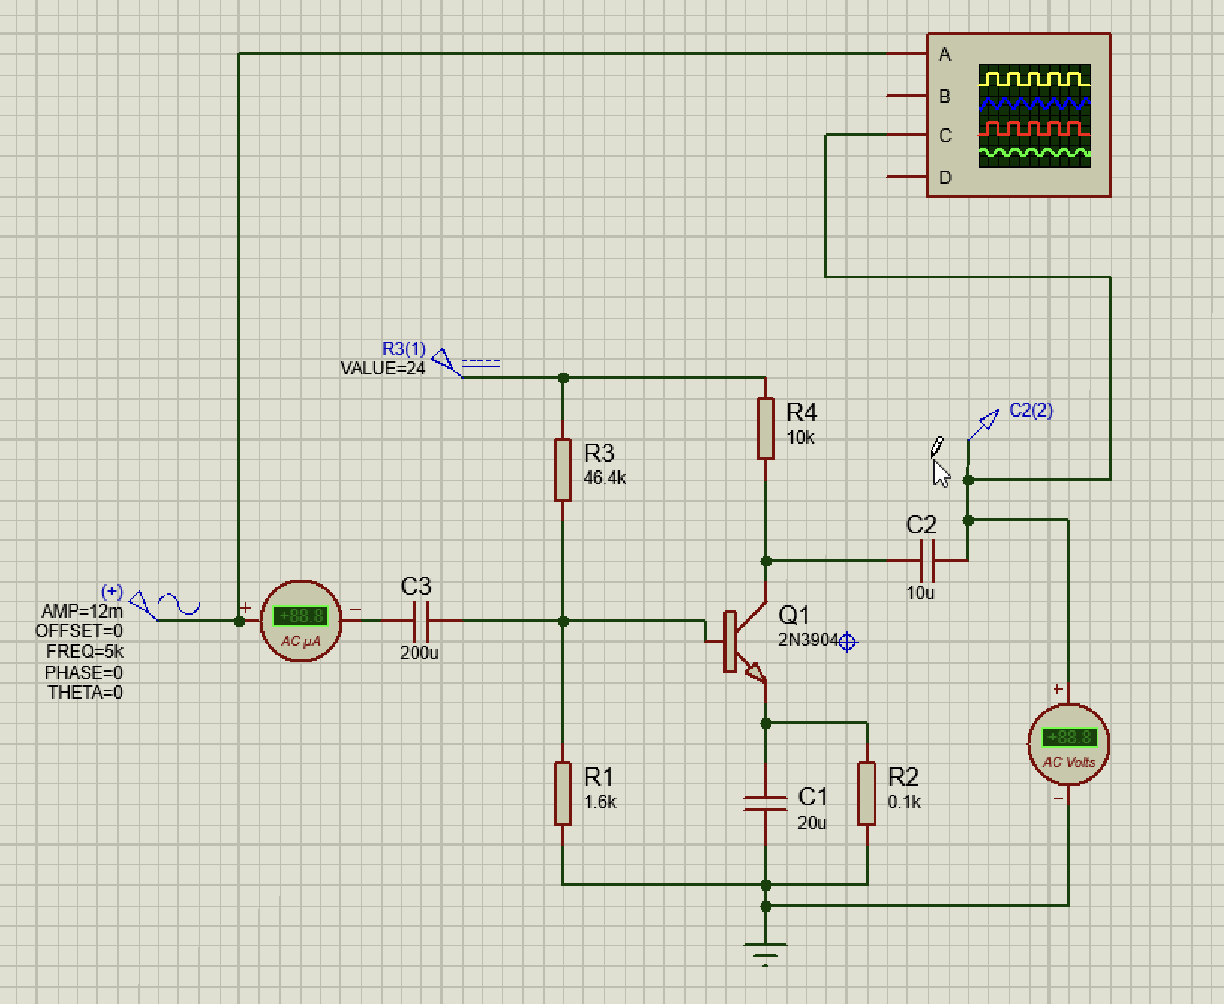 A
B
C
D
R3(1)
VALUE=24
R4
10k
C2(2)
R3
46.4k
C2
10u
(+)
AMP=12m
OFFSET=0
FREQ=5k
PHASE=0
THETA=0
+
+88.8
AC µA
−
C3
200u
Q1
2N3904
+
+88.8
AC Volts
−
R1
1.6k
C1
20u
R2
0.1k